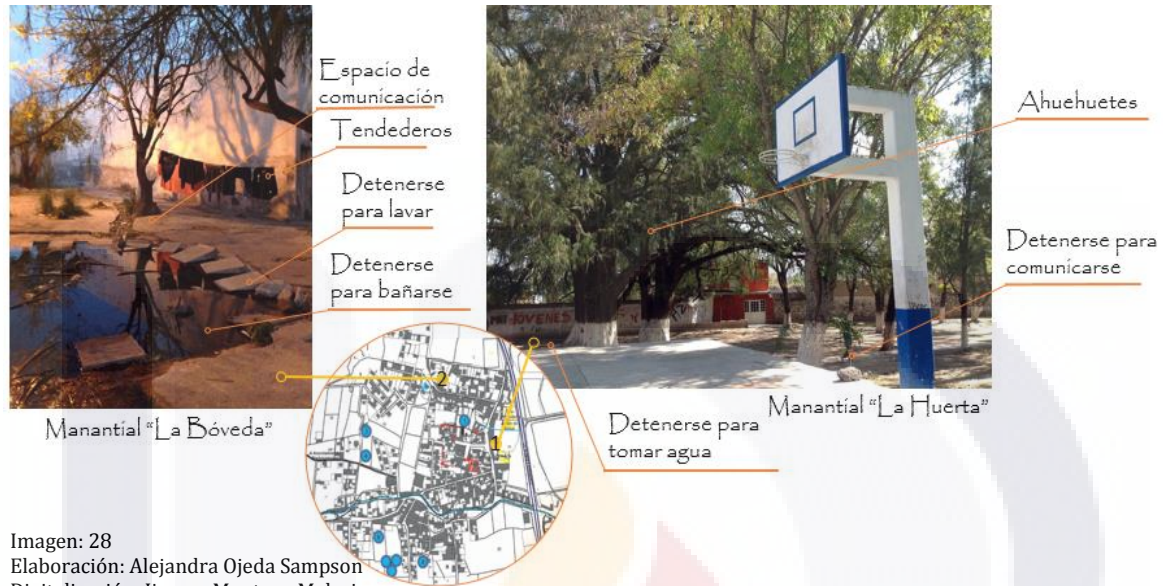 Espacio de
comunicación
Tendederos
Detenerse
para lavar
Detenerse
para bañarse
Manantial “La Bóveda”
2
1
Ahuehuetes
Detenerse para
comunicarse
JOVENES
Manantial “La Huerta”
Detenerse para
tomar agua
Imagen: 28
Elaboración: Alejandra Ojeda Sampson